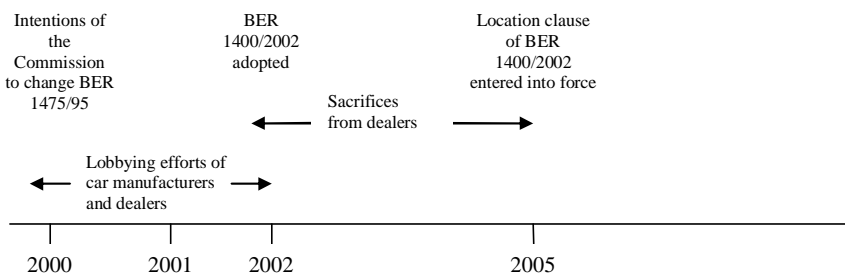 Intentions of
the
Commission
to change BER
1475/95
BER
1400/2002
adopted
Location clause
of BER
1400/2002
entered into force
Sacrifices
from dealers
Lobbying efforts of
car manufacturers
and dealers
2000
2001
2002
2005